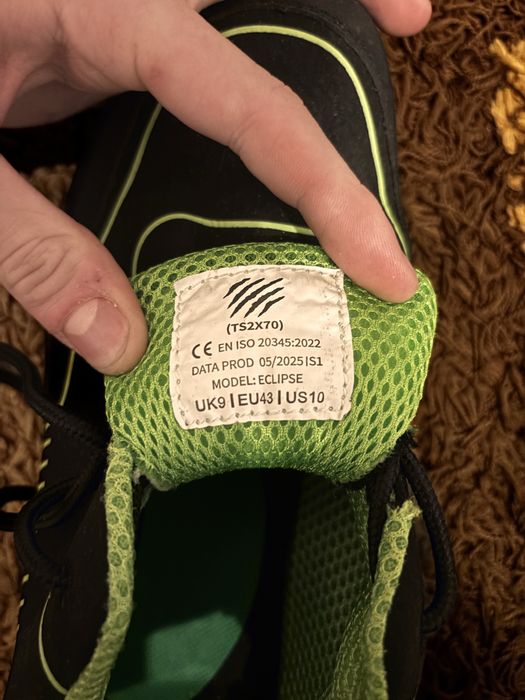 (TS2X70)
CE EN ISO 20345:2022
DATA PROD 05/2025|S1
MODEL: ECLIPSE
UK9 | EU43 | US10